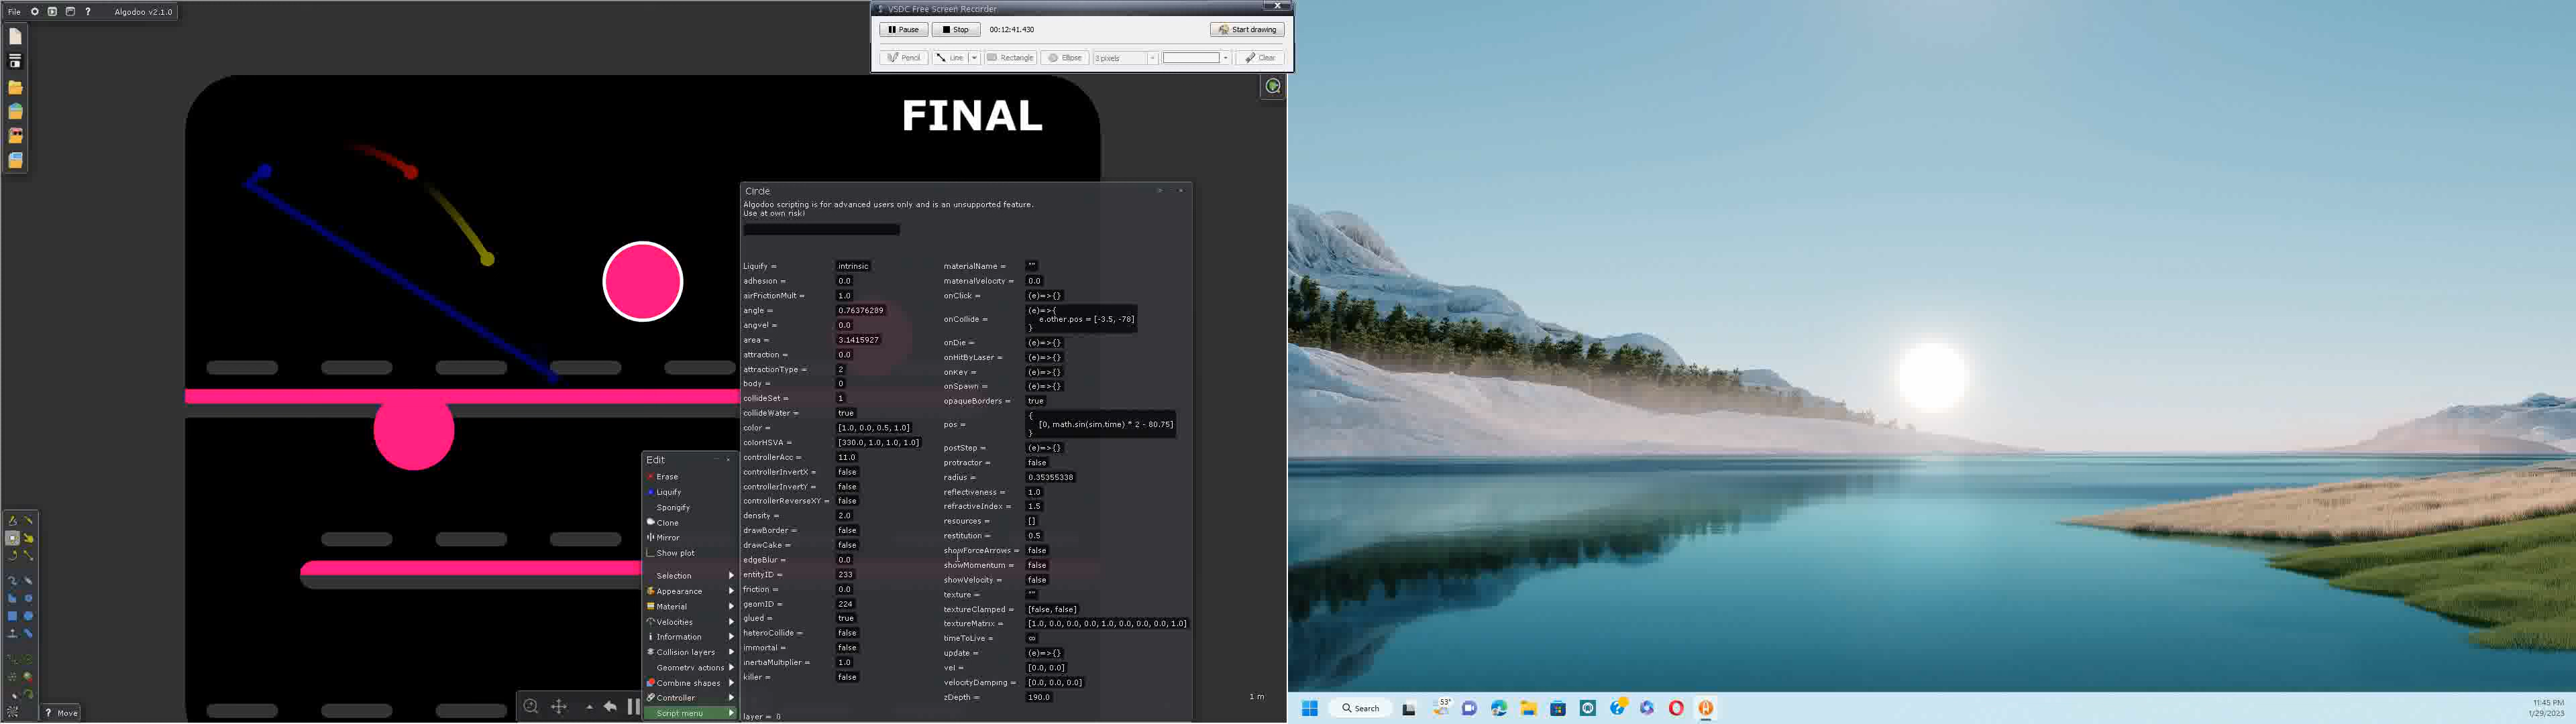 File ? Algodoo v2.1.0
VSDC Free Screen Recorder
Pause Stop 00:12:41.430 Start drawing
Pencil Line Rectangle Ellipse 3 pixels Clear
FINAL
Circle
Algodoo scripting is for advanced users only and is an unsupported feature.
Use at own risk!
Liquify = intrinsic
adhesion = 0.0
airFrictionMult = 1.0
angle = 0.76376289
angvel = 0.0
area = 3.1415927
attraction = 0.0
attractionType = 2
body = 0
collideSet = 1
collideWater = true
color = [1.0, 0.0, 0.5, 1.0]
colorHSVA = [330.0, 1.0, 1.0, 1.0]
controllerAcc = 11.0
controllerInvertX = false
controllerInvertY = false
controllerReverseXY = false
density = 2.0
drawBorder = false
drawCake = false
edgeBlur = 0.0
entityID = 233
friction = 0.0
geomID = 224
glued = true
heteroCollide = false
immortal = false
inertiaMultiplier = 1.0
killer = false
layer = 0
materialName = ""
materialVelocity = 0.0
onClick = (e)=>{}
onCollide = (e)=>{
e.other.pos = [-3.5, -78]
}
onDie = (e)=>{}
onHitByLaser = (e)=>{}
onKey = (e)=>{}
onSpawn = (e)=>{}
opaqueBorders = true
pos = {
[0, math.sin(sim.time) * 2 - 80.75]
}
postStep = (e)=>{}
protractor = false
radius = 0.35355338
reflectiveness = 1.0
refractiveIndex = 1.5
resources = []
restitution = 0.5
showForceArrows = false
showMomentum = false
showVelocity = false
texture = ""
textureClamped = [false, false]
textureMatrix = [1.0, 0.0, 0.0, 0.0, 1.0, 0.0, 0.0, 0.0, 1.0]
timeToLive = ∞
update = (e)=>{}
vel = [0.0, 0.0]
velocityDamping = [0.0, 0.0, 0.0]
zDepth = 190.0
Edit
Erase
Liquify
Spongify
Clone
Mirror
Show plot
Selection
Appearance
Material
Velocities
Information
Collision layers
Geometry actions
Combine shapes
Controller
Script menu
? Move
1 m
Search
53°
11:45 PM
1/29/2023